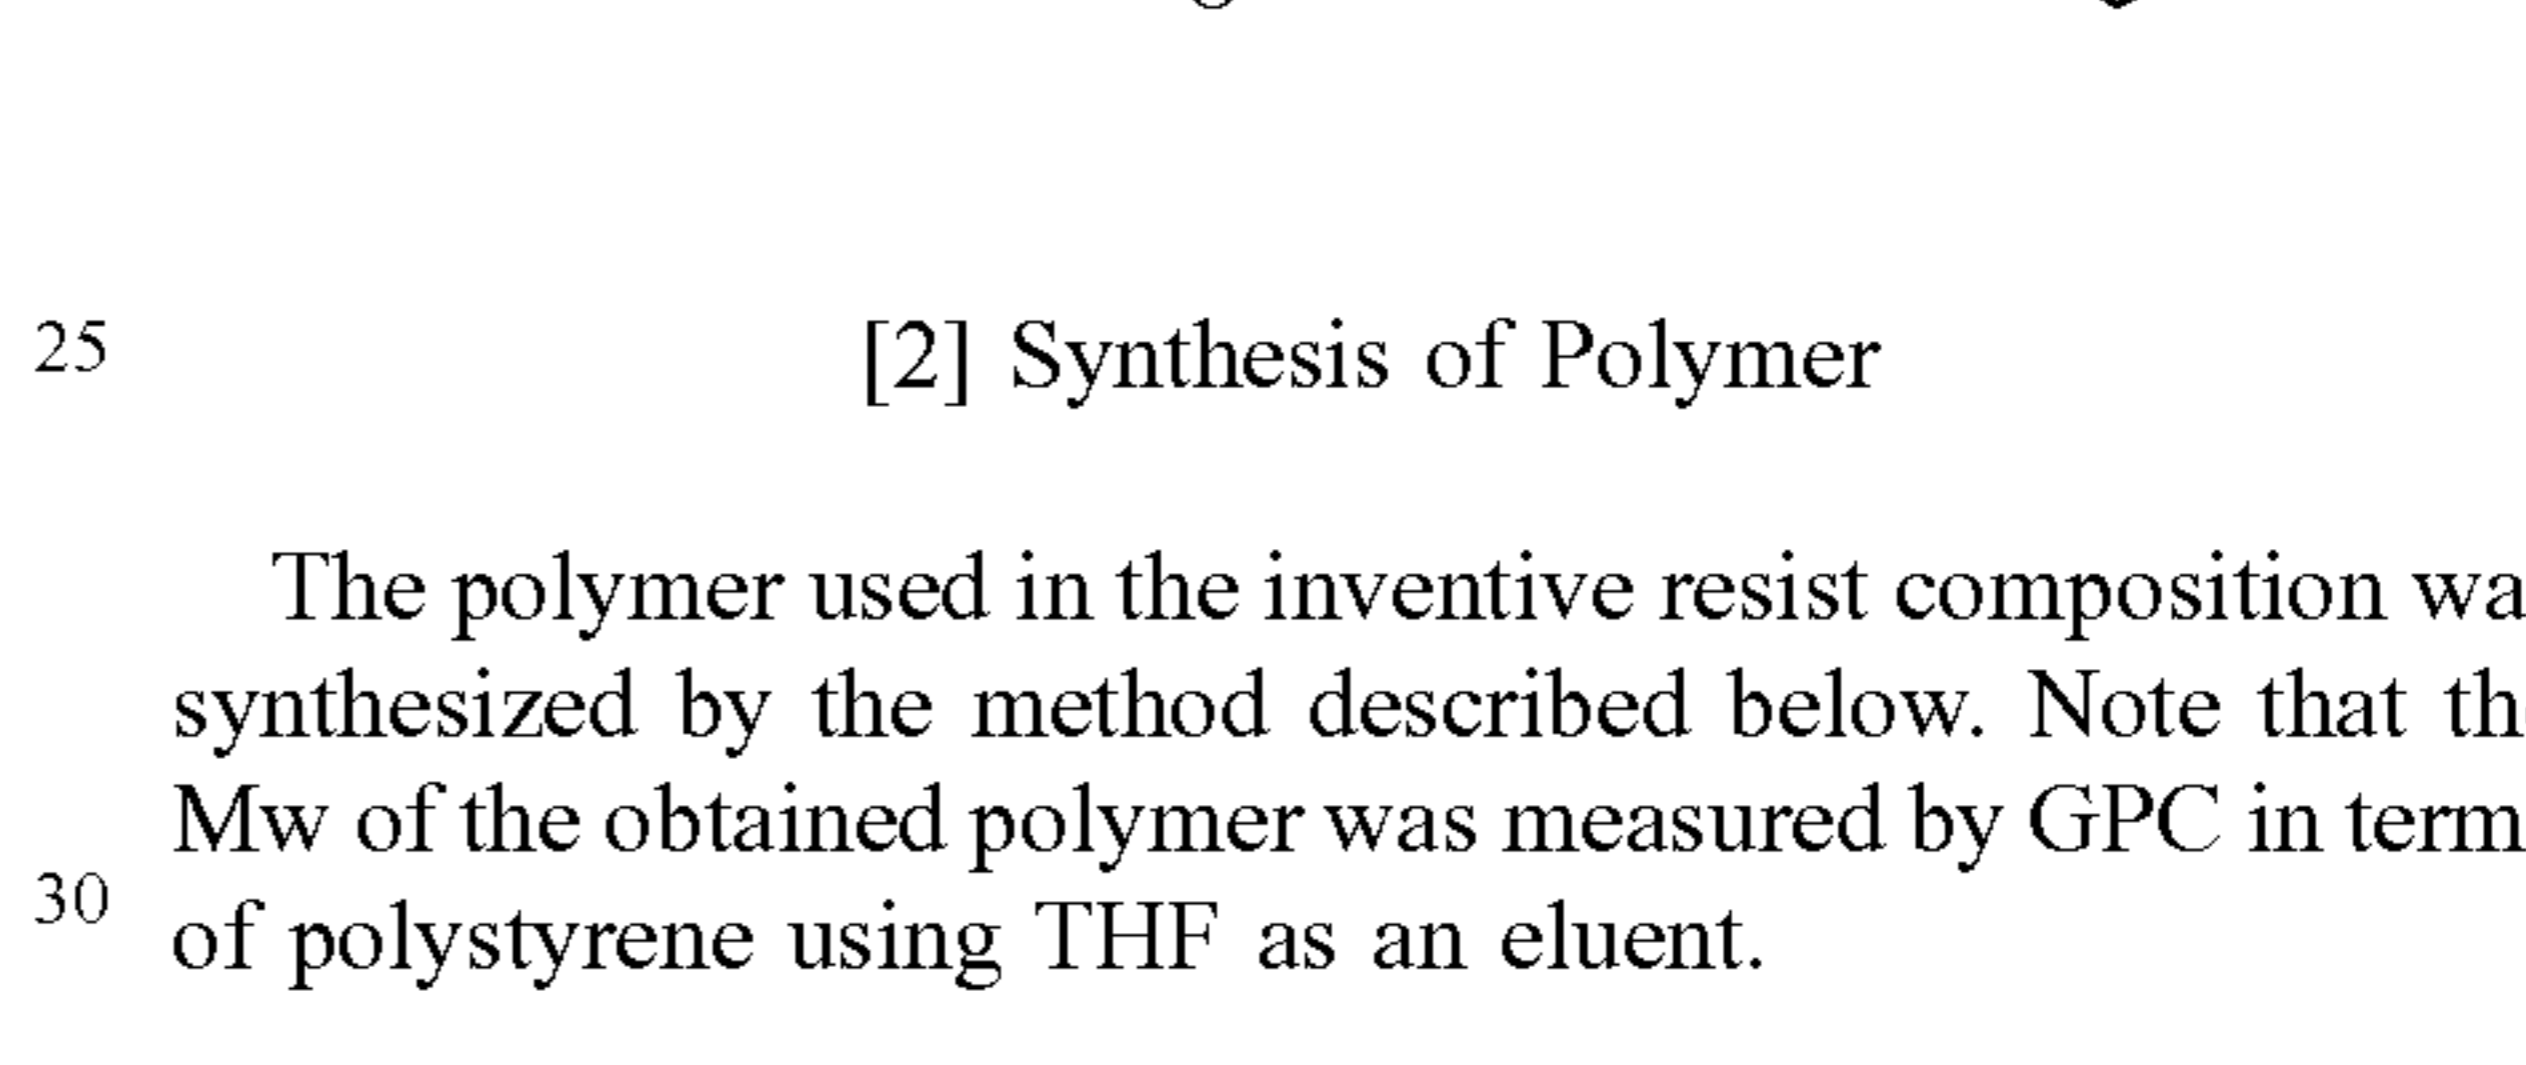 25 [2] Synthesis of Polymer
The polymer used in the inventive resist composition wa
synthesized by the method described below. Note that th
Mw of the obtained polymer was measured by GPC in term
30 of polystyrene using THF as an eluent.